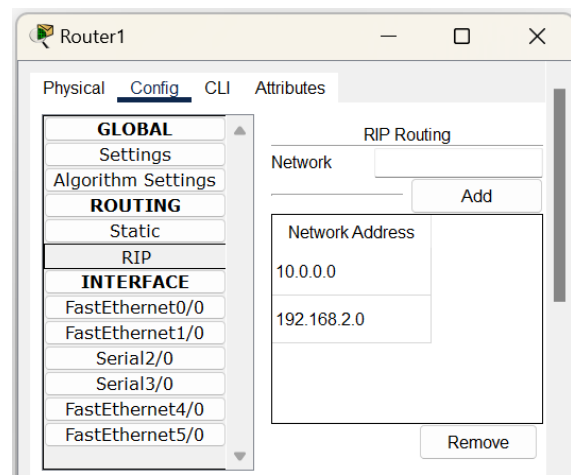 Router1
Physical Config CLI Attributes
GLOBAL
Settings
Algorithm Settings
ROUTING
Static
RIP
INTERFACE
FastEthernet0/0
FastEthernet1/0
Serial2/0
Serial3/0
FastEthernet4/0
FastEthernet5/0
RIP Routing
Network
Add
Network Address
10.0.0.0
192.168.2.0
Remove